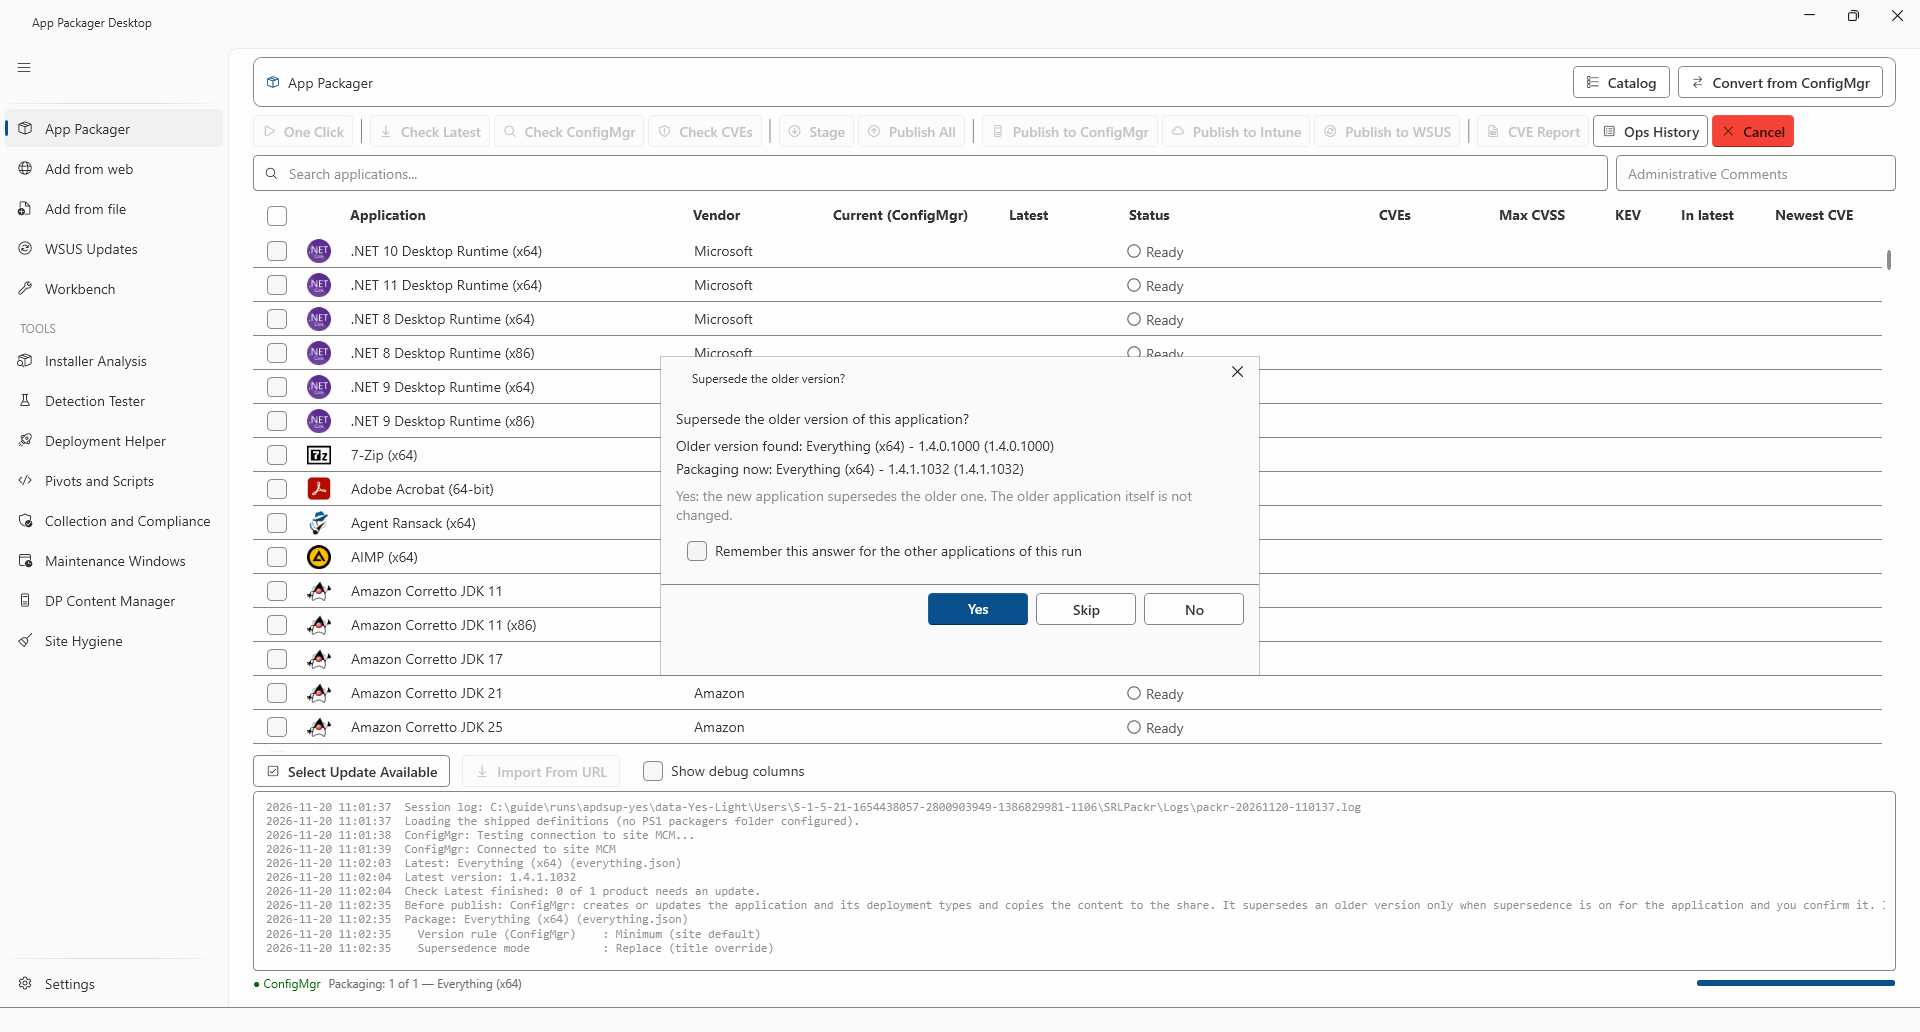 App Packager Desktop
App Packager
Add from web
Add from file
WSUS Updates
Workbench
TOOLS
Installer Analysis
Detection Tester
Deployment Helper
Pivots and Scripts
Collection and Compliance
Maintenance Windows
DP Content Manager
Site Hygiene
Settings
App Packager
Catalog
Convert from ConfigMgr
One Click
Check Latest
Check ConfigMgr
Check CVEs
Stage
Publish All
Publish to ConfigMgr
Publish to Intune
Publish to WSUS
CVE Report
Ops History
Cancel
Search applications...
Administrative Comments
Application Vendor Current (ConfigMgr) Latest Status CVEs Max CVSS KEV In latest Newest CVE
.NET 10 Desktop Runtime (x64) Microsoft Ready
.NET 11 Desktop Runtime (x64) Microsoft Ready
.NET 8 Desktop Runtime (x64) Microsoft Ready
.NET 8 Desktop Runtime (x86) Microsoft Ready
.NET 9 Desktop Runtime (x64)
.NET 9 Desktop Runtime (x86)
7-Zip (x64)
Adobe Acrobat (64-bit)
Agent Ransack (x64)
AIMP (x64)
Amazon Corretto JDK 11
Amazon Corretto JDK 11 (x86)
Amazon Corretto JDK 17
Amazon Corretto JDK 21 Amazon Ready
Amazon Corretto JDK 25 Amazon Ready
Supersede the older version?
Supersede the older version of this application?
Older version found: Everything (x64) - 1.4.0.1000 (1.4.0.1000)
Packaging now: Everything (x64) - 1.4.1.1032 (1.4.1.1032)
Yes: the new application supersedes the older one. The older application itself is not
changed.
Remember this answer for the other applications of this run
Yes
Skip
No
Select Update Available
Import From URL
Show debug columns
2026-11-20 11:01:37 Session log: C:\guide\runs\apdsup-yes\data-Yes-Light\Users\S-1-5-21-1654438057-2800903949-1386829981-1106\SRLPackr\Logs\packr-20261120-110137.log
2026-11-20 11:01:37 Loading the shipped definitions (no PS1 packagers folder configured).
2026-11-20 11:01:38 ConfigMgr: Testing connection to site MCM...
2026-11-20 11:01:39 ConfigMgr: Connected to site MCM
2026-11-20 11:02:03 Latest: Everything (x64) (everything.json)
2026-11-20 11:02:04 Latest version: 1.4.1.1032
2026-11-20 11:02:04 Check Latest finished: 0 of 1 product needs an update.
2026-11-20 11:02:35 Before publish: ConfigMgr: creates or updates the application and its deployment types and copies the content to the share. It supersedes an older version only when supersedence is on for the application and you confirm it.
2026-11-20 11:02:35 Package: Everything (x64) (everything.json)
2026-11-20 11:02:35 Version rule (ConfigMgr) : Minimum (site default)
2026-11-20 11:02:35 Supersedence mode : Replace (title override)
ConfigMgr Packaging: 1 of 1 — Everything (x64)